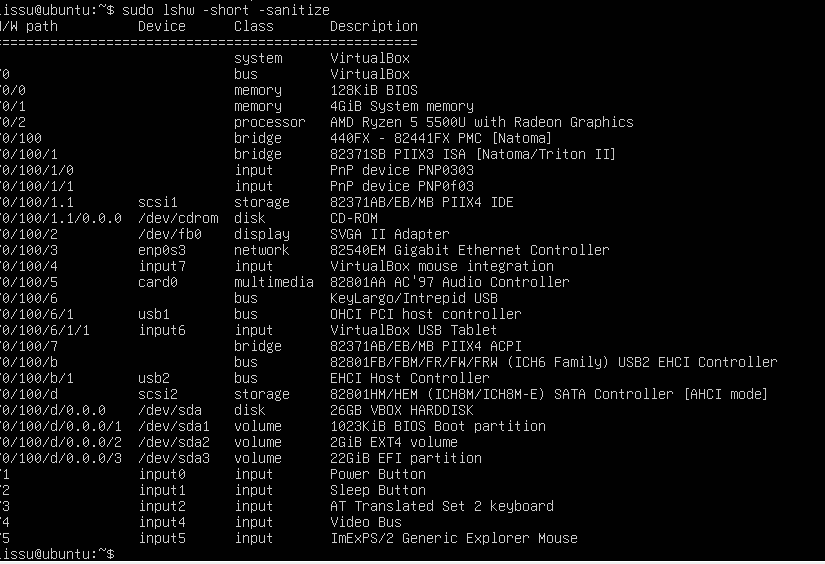 lissu@ubuntu:~$ sudo lshw -short -sanitize
H/W path Device Class Description
====================================================
system VirtualBox
/0 bus VirtualBox
/0/0 memory 128KiB BIOS
/0/1 memory 4GiB System memory
/0/2 processor AMD Ryzen 5 5500U with Radeon Graphics
/0/100 bridge 440FX - 82441FX PMC [Natoma]
/0/100/1 bridge 82371SB PIIX3 ISA [Natoma/Triton II]
/0/100/1/0 input PnP device PNP0303
/0/100/1/1 input PnP device PNP0f03
/0/100/1.1 scsi1 storage 82371AB/EB/MB PIIX4 IDE
/0/100/1.1/0.0.0 /dev/cdrom disk CD-ROM
/0/100/2 /dev/fb0 display SVGA II Adapter
/0/100/3 enp0s3 network 82540EM Gigabit Ethernet Controller
/0/100/4 input7 input VirtualBox mouse integration
/0/100/5 card0 multimedia 82801AA AC'97 Audio Controller
/0/100/6 bus KeyLargo/Intrepid USB
/0/100/6/1 usb1 bus OHCI PCI host controller
/0/100/6/1/1 input6 input VirtualBox USB Tablet
/0/100/7 bridge 82371AB/EB/MB PIIX4 ACPI
/0/100/b bus 82801FB/FBM/FR/FW/FRW (ICH6 Family) USB2 EHCI Controller
/0/100/b/1 usb2 bus EHCI Host Controller
/0/100/d scsi2 storage 82801HM/HEM (ICH8M/ICH8M-E) SATA Controller [AHCI mode]
/0/100/d/0.0.0 /dev/sda disk 26GB VBOX HARDDISK
/0/100/d/0.0.0/1 /dev/sda1 volume 1023KiB BIOS Boot partition
/0/100/d/0.0.0/2 /dev/sda2 volume 2GiB EXT4 volume
/0/100/d/0.0.0/3 /dev/sda3 volume 22GiB EFI partition
/1 input0 input Power Button
/2 input1 input Sleep Button
/3 input2 input AT Translated Set 2 keyboard
/4 input4 input Video Bus
/5 input5 input ImExPS/2 Generic Explorer Mouse
lissu@ubuntu:~$